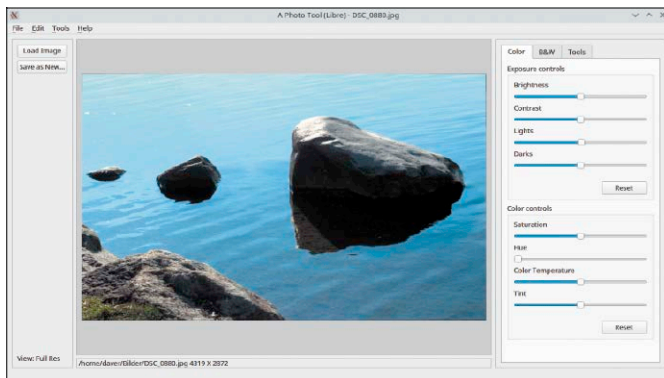 A Photo Tool (Libre) - DSC_0880.jpg
File Edit Tools Help
Load Image
Save as New...
Color B&W Tools
Exposure controls
Brightness
Contrast
Lights
Darks
Reset
Color controls
Saturation
Hue
Color Temperature
Tint
Reset
View: Full Res
/home/daver/Bilder/DSC_0880.jpg 4319 X 2872